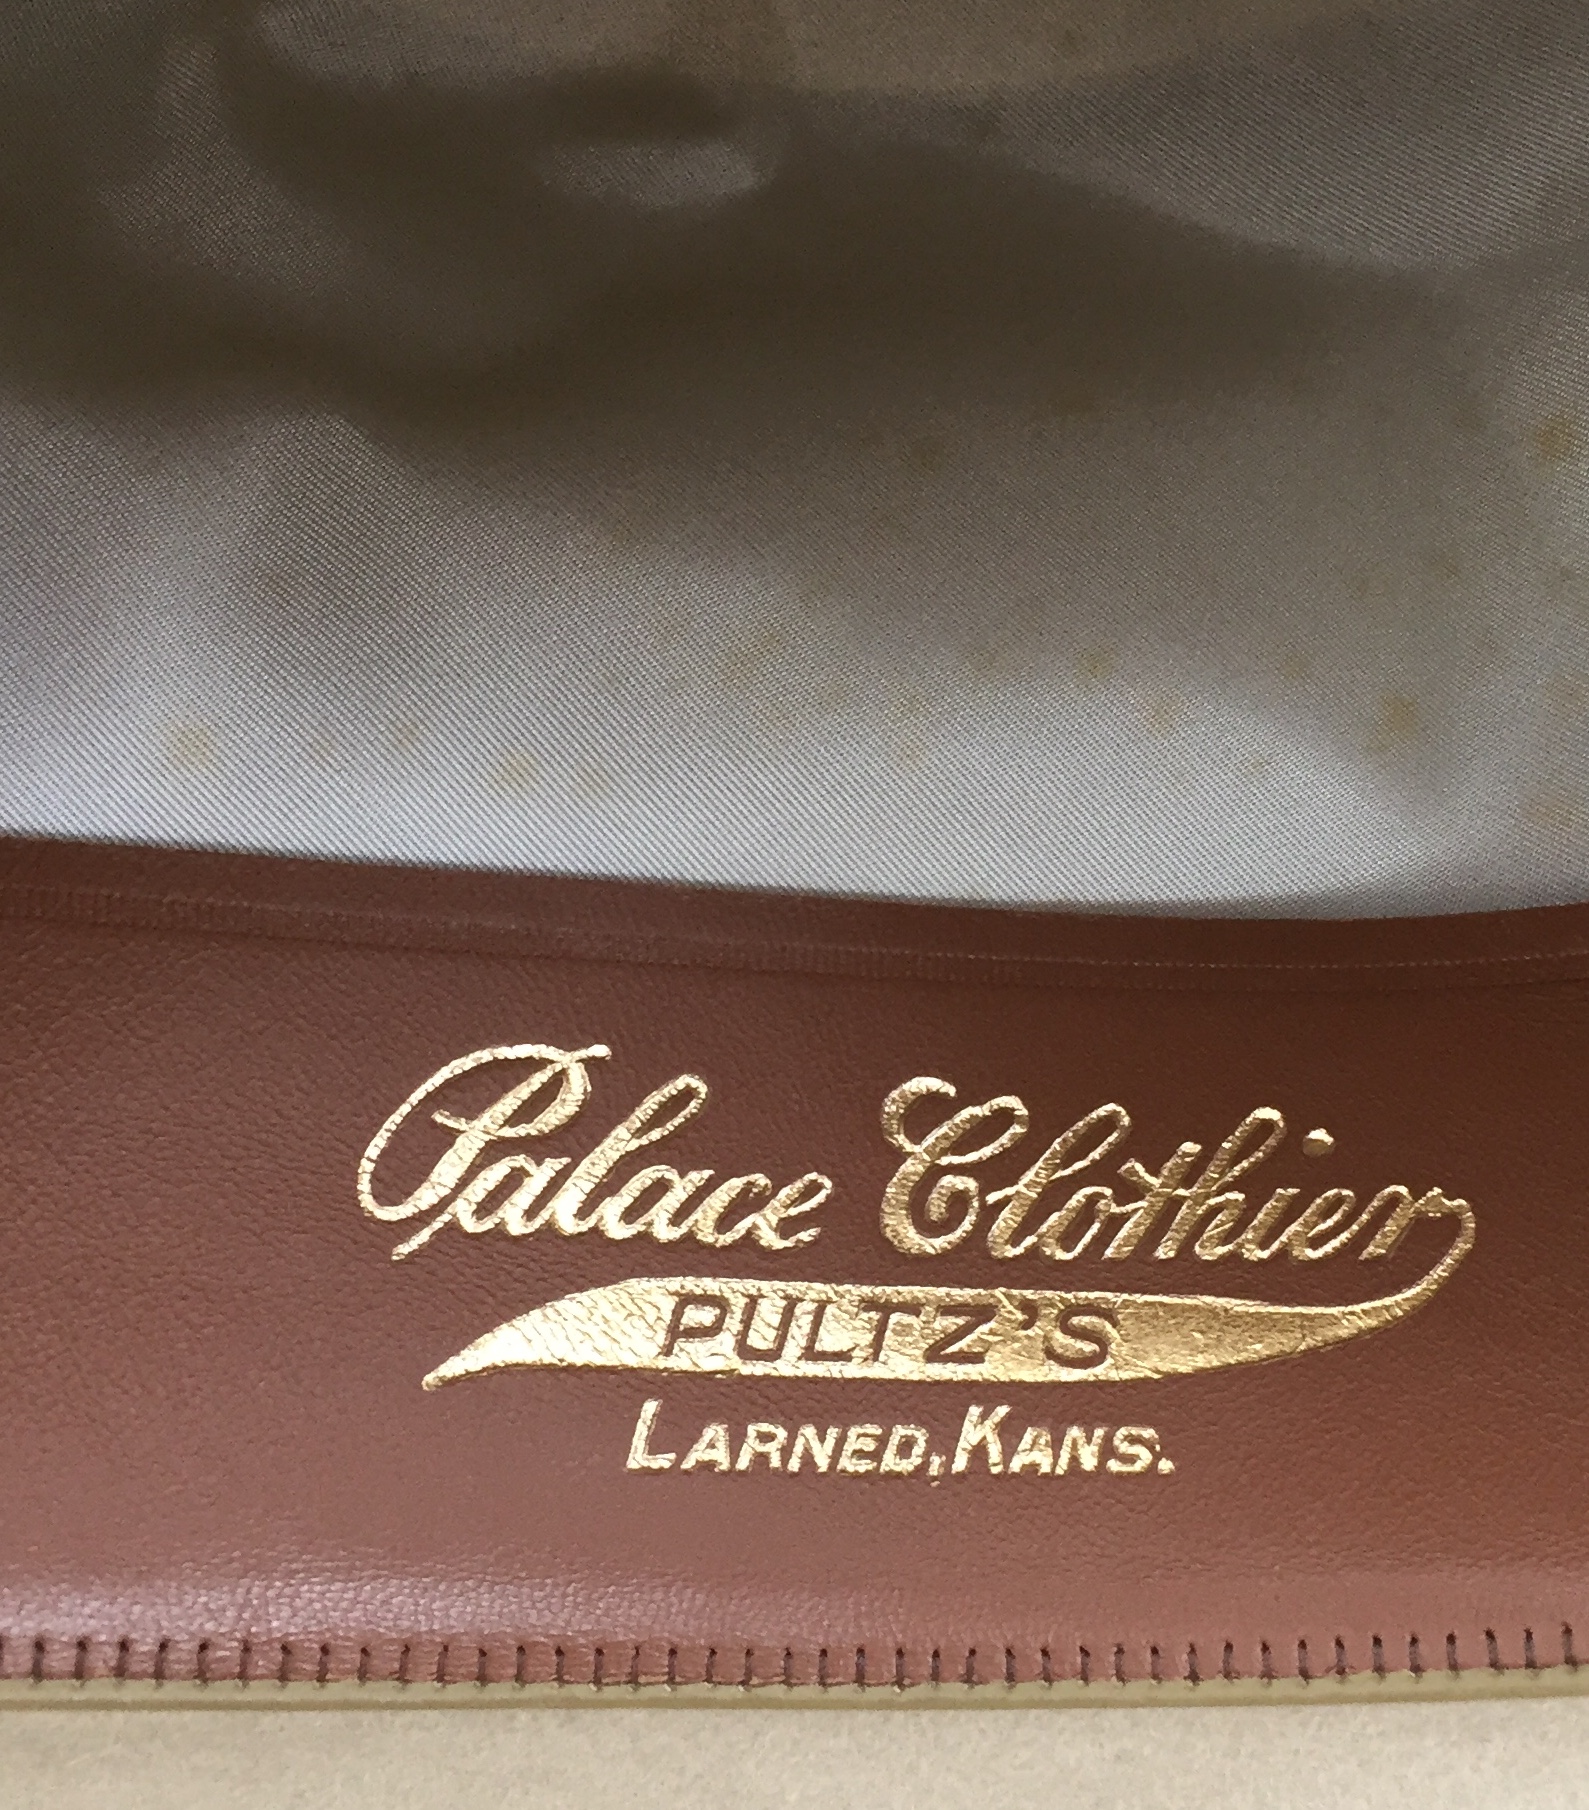 Palace Clothier
PULTZ'S
LARNED, KANS.